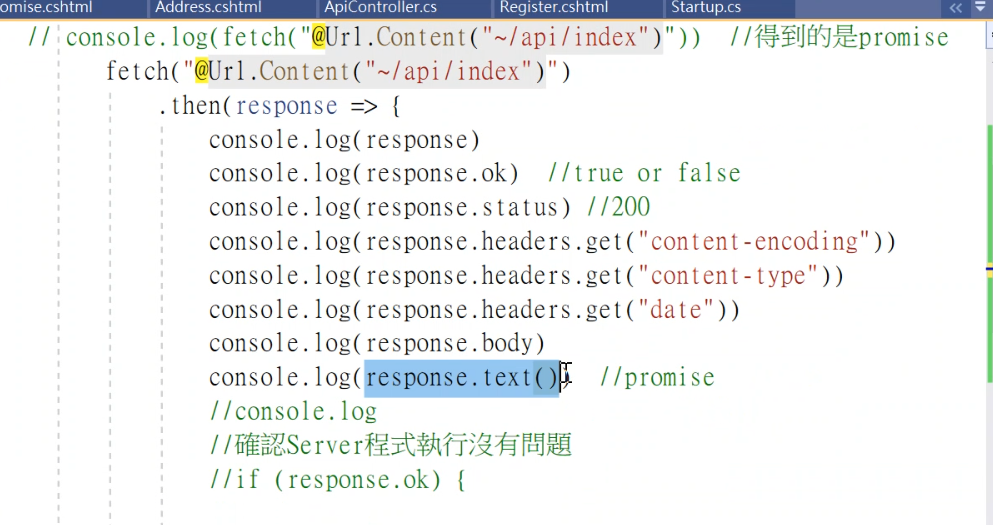 omise.cshtml Address.cshtml ApiController.cs Register.cshtml Startup.cs
// console.log(fetch("@Url.Content("~/api/index")")) //得到的是promise
fetch("@Url.Content("~/api/index")")
.then(response => {
console.log(response)
console.log(response.ok) //true or false
console.log(response.status) //200
console.log(response.headers.get("content-encoding"))
console.log(response.headers.get("content-type"))
console.log(response.headers.get("date"))
console.log(response.body)
console.log(response.text()) //promise
//console.log
//確認Server程式執行沒有問題
//if (response.ok) {